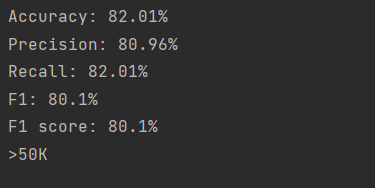 Accuracy: 82.01%
Precision: 80.96%
Recall: 82.01%
F1: 80.1%
F1 score: 80.1%
>50K